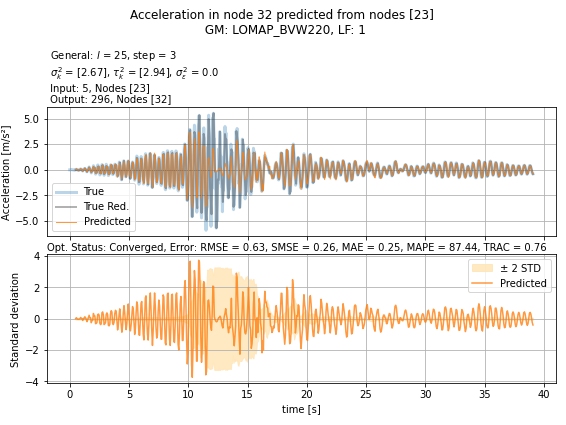 Acceleration in node 32 predicted from nodes [23]
GM: LOMAP_BVW220, LF: 1
General: l = 25, step = 3
σ²ₖ = [2.67], τ²ₖ = [2.94], σ²ε = 0.0
Input: 5, Nodes [23]
Output: 296, Nodes [32]
Acceleration [m/s²]
5.0
2.5
0.0
−2.5
−5.0
True
True Red.
Predicted
Opt. Status: Converged, Error: RMSE = 0.63, SMSE = 0.26, MAE = 0.25, MAPE = 87.44, TRAC = 0.76
Standard deviation
4
2
0
−2
−4
± 2 STD
Predicted
0 5 10 15 20 25 30 35 40
time [s]